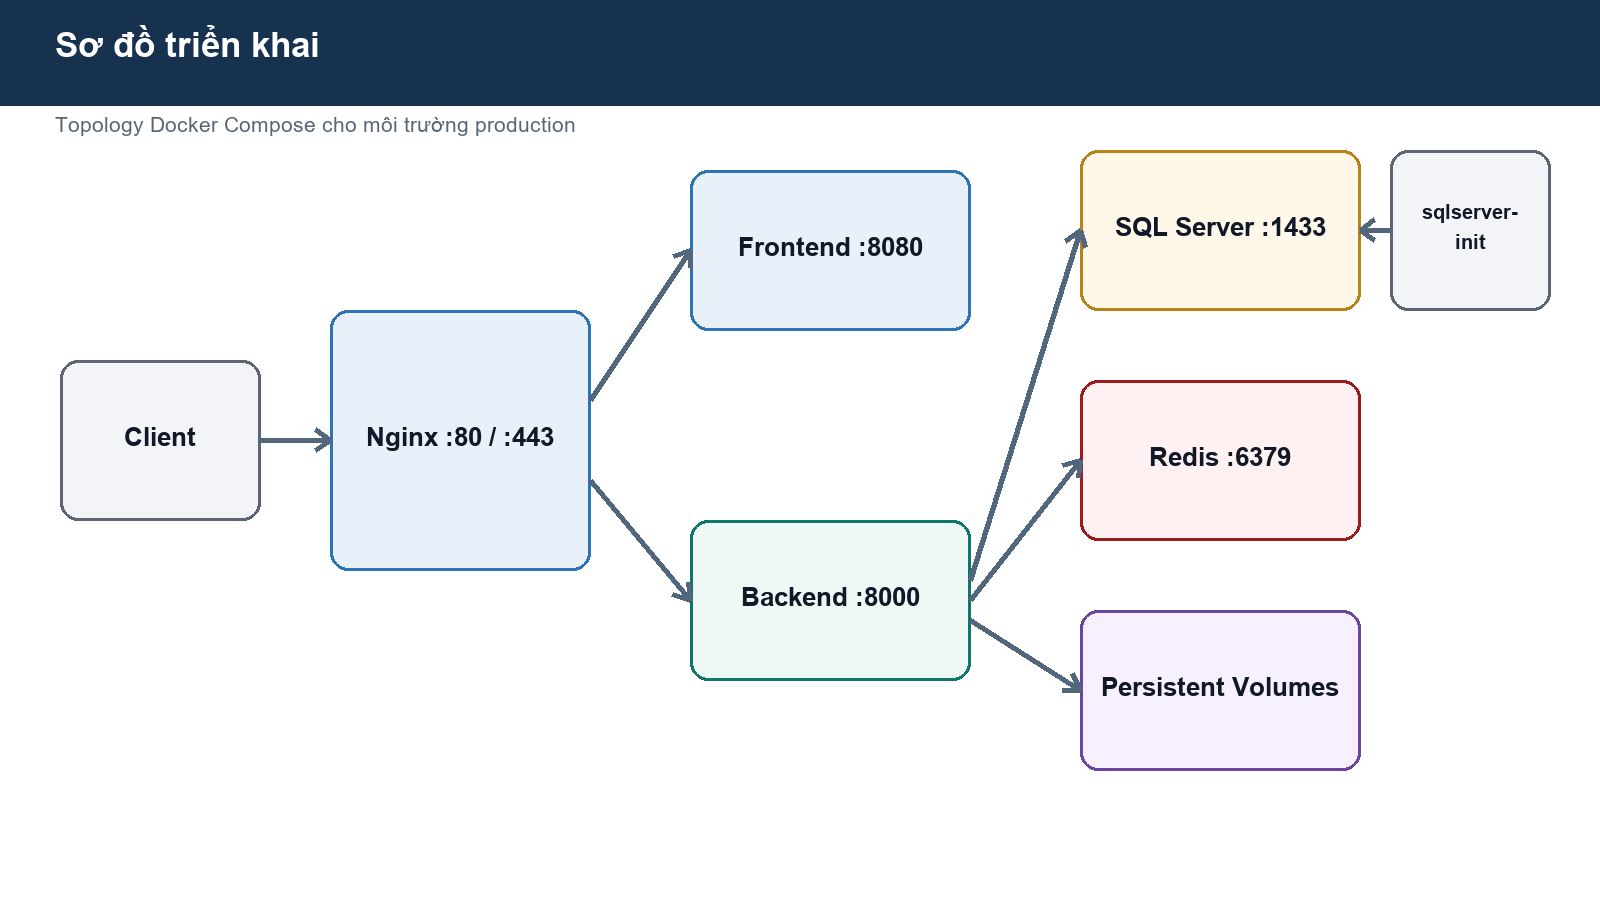 Sơ đồ triển khai
Topology Docker Compose cho môi trường production
Client
Nginx :80 / :443
Frontend :8080
Backend :8000
SQL Server :1433
sqlserver-
init
Redis :6379
Persistent Volumes